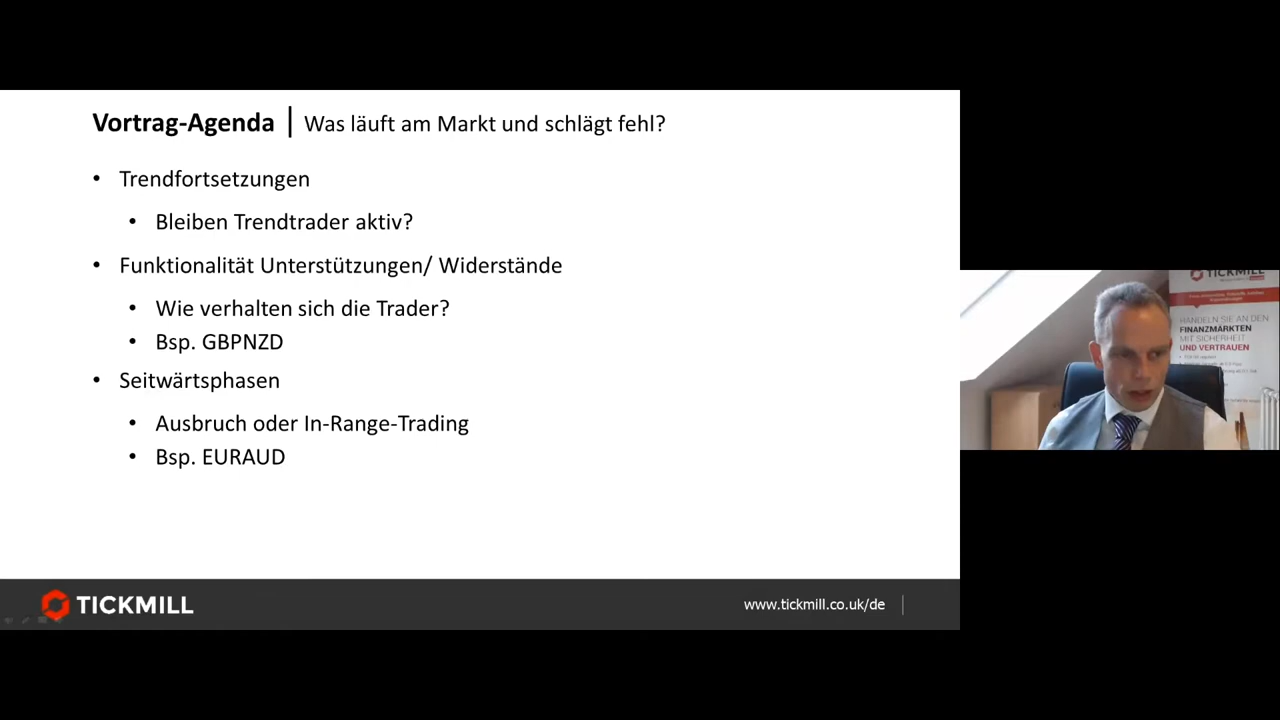 Vortrag-Agenda | Was läuft am Markt und schlägt fehl?
• Trendfortsetzungen
• Bleiben Trendtrader aktiv?
• Funktionalität Unterstützungen/ Widerstände
• Wie verhalten sich die Trader?
• Bsp. GBPNZD
• Seitwärtsphasen
• Ausbruch oder In-Range-Trading
• Bsp. EURAUD
TICKMILL
www.tickmill.co.uk/de
TICKMILL
HANDELN SIE AN DEN
FINANZMÄRKTEN
MIT SICHERHEIT
UND VERTRAUEN